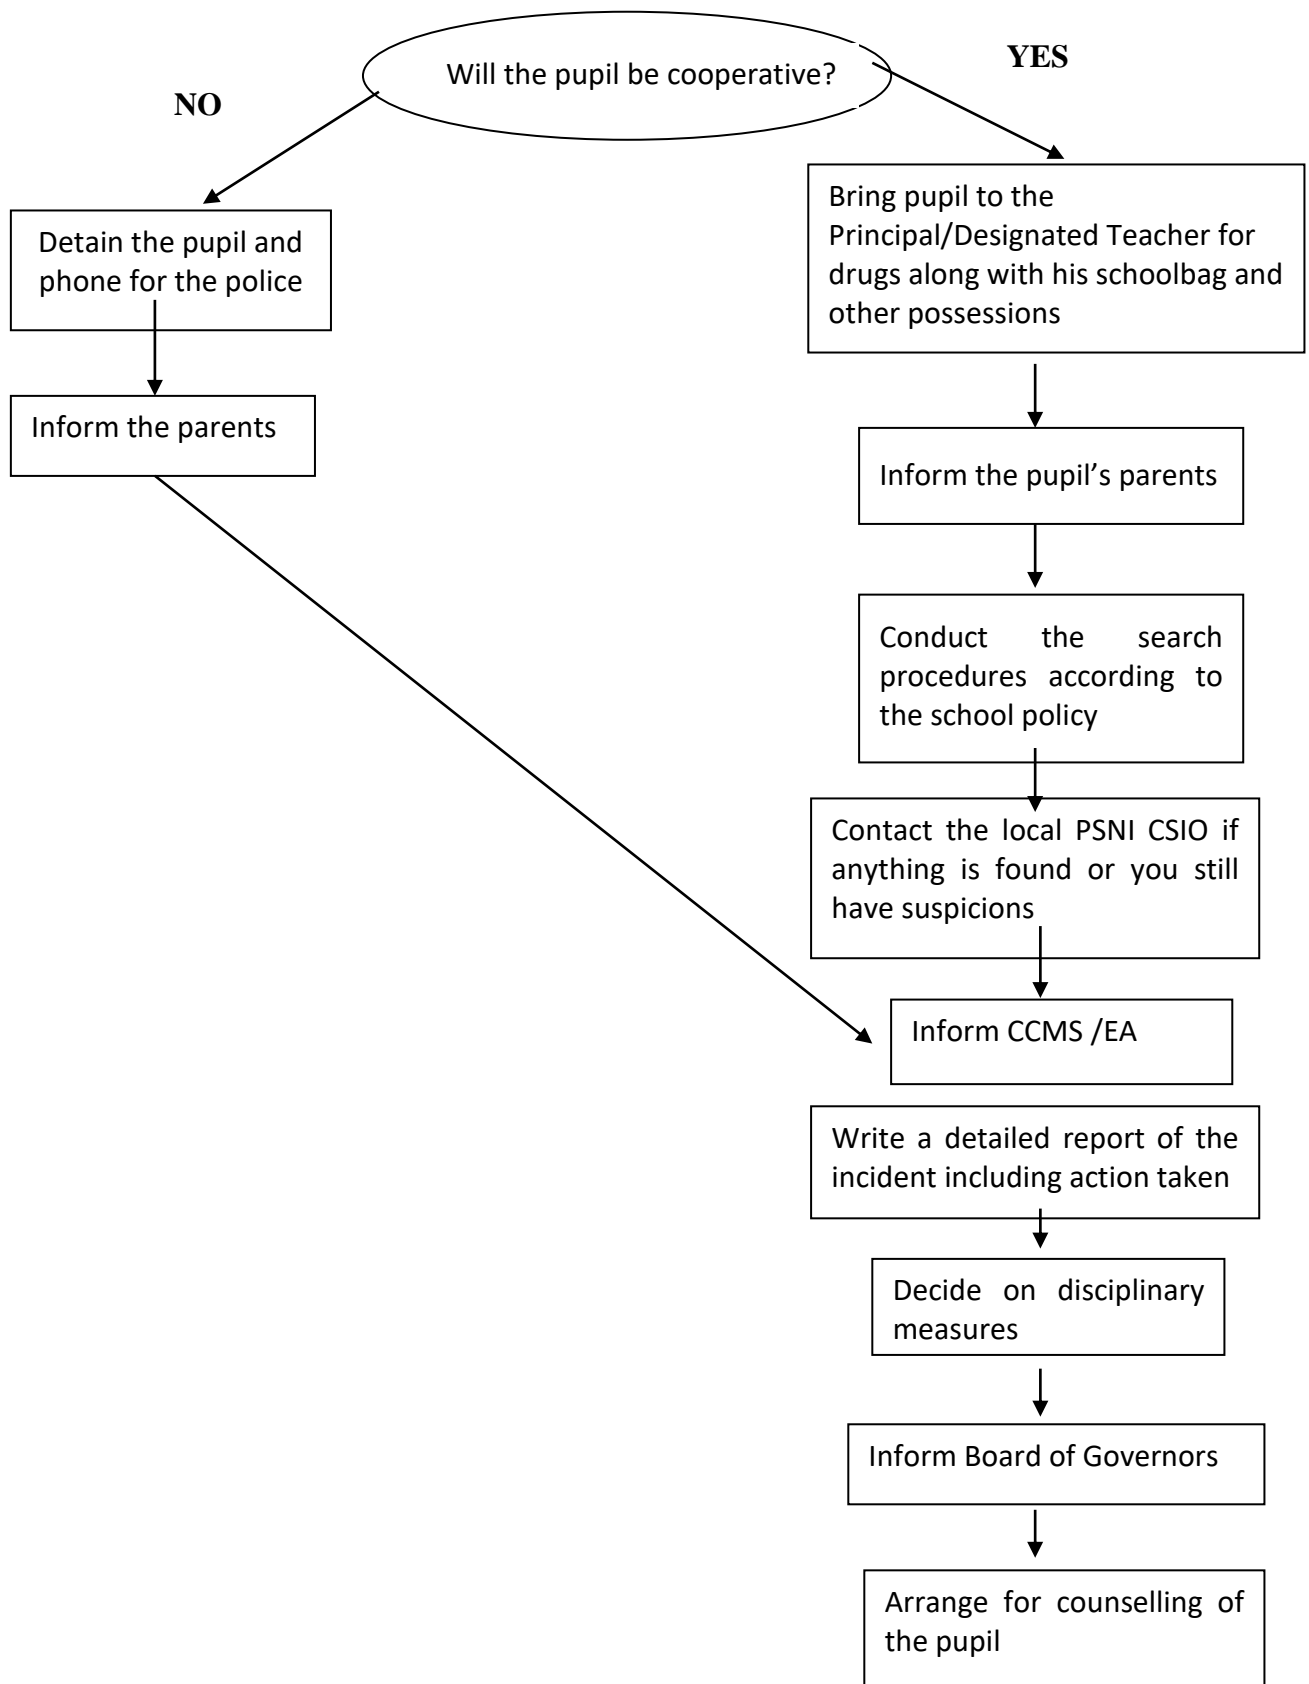 Will the pupil be cooperative?
YES
NO
Detain the pupil and
phone for the police
Inform the parents
Bring pupil to the
Principal/Designated Teacher for
drugs along with his schoolbag and
other possessions
Inform the pupil’s parents
Conduct the search
procedures according to
the school policy
Contact the local PSNI CSIO if
anything is found or you still
have suspicions
Inform CCMS /EA
Write a detailed report of the
incident including action taken
Decide on disciplinary
measures
Inform Board of Governors
Arrange for counselling of
the pupil